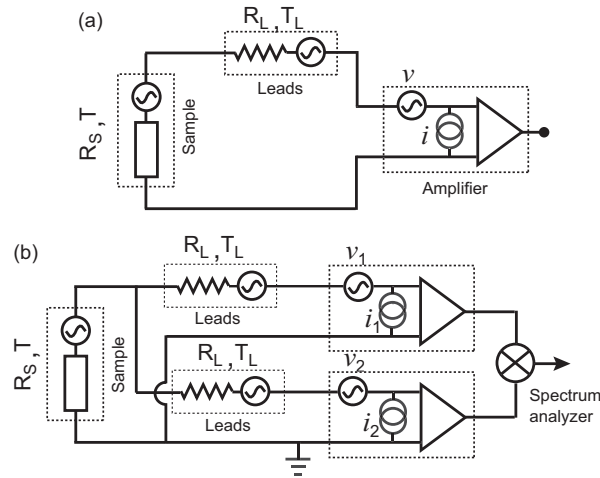 (a)
R_L, T_L
Leads
R_S, T
Sample
v
i
Amplifier
(b)
R_L, T_L
Leads
v_1
i_1
R_S, T
Sample
R_L, T_L
Leads
v_2
i_2
Spectrum
analyzer